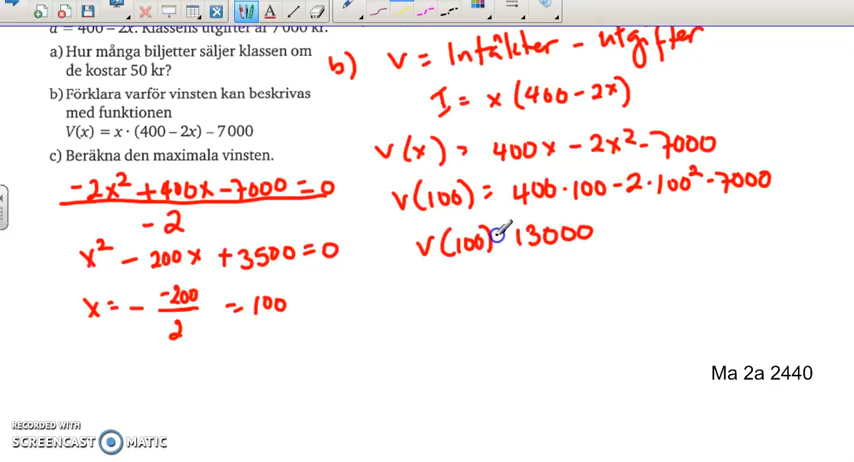 a = 400 − 2x. Klassens utgifter är 7 000 kr.
a) Hur många biljetter säljer klassen om
de kostar 50 kr?
b) Förklara varför vinsten kan beskrivas
med funktionen
V(x) = x · (400 − 2x) − 7 000
c) Beräkna den maximala vinsten.
-2x² + 400x - 7000 = 0
-2
x² - 200x + 3500 = 0
x = - -200/2 = 100
b) V = Intäkter - utgifter
I = x (400 - 2x)
V(x) = 400x - 2x² - 7000
V(100) = 400·100 - 2·100² - 7000
V(100) = 13000
Ma 2a 2440
RECORDED WITH
SCREENCAST MATIC